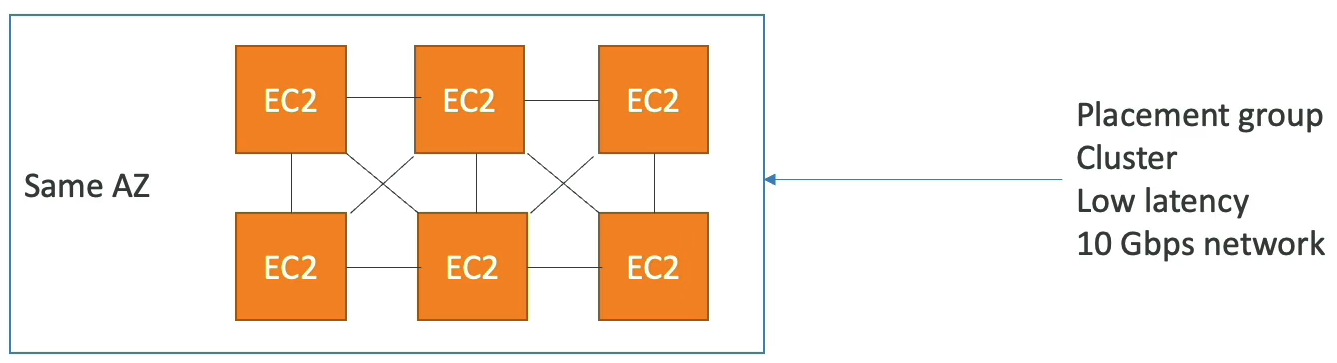 EC2
EC2
EC2
Same AZ
EC2
EC2
EC2
Placement group
Cluster
Low latency
10 Gbps network